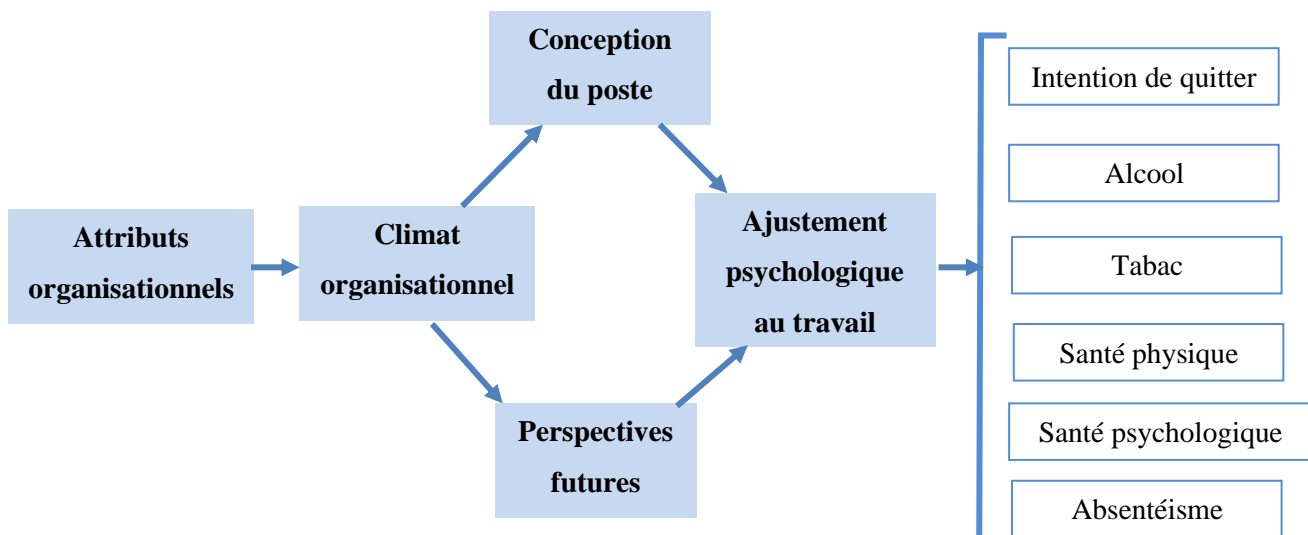 Conception
du poste
Attributs
organisationnels
Climat
organisationnel
Perspectives
futures
Ajustement
psychologique
au travail
Intention de quitter
Alcool
Tabac
Santé physique
Santé psychologique
Absentéisme